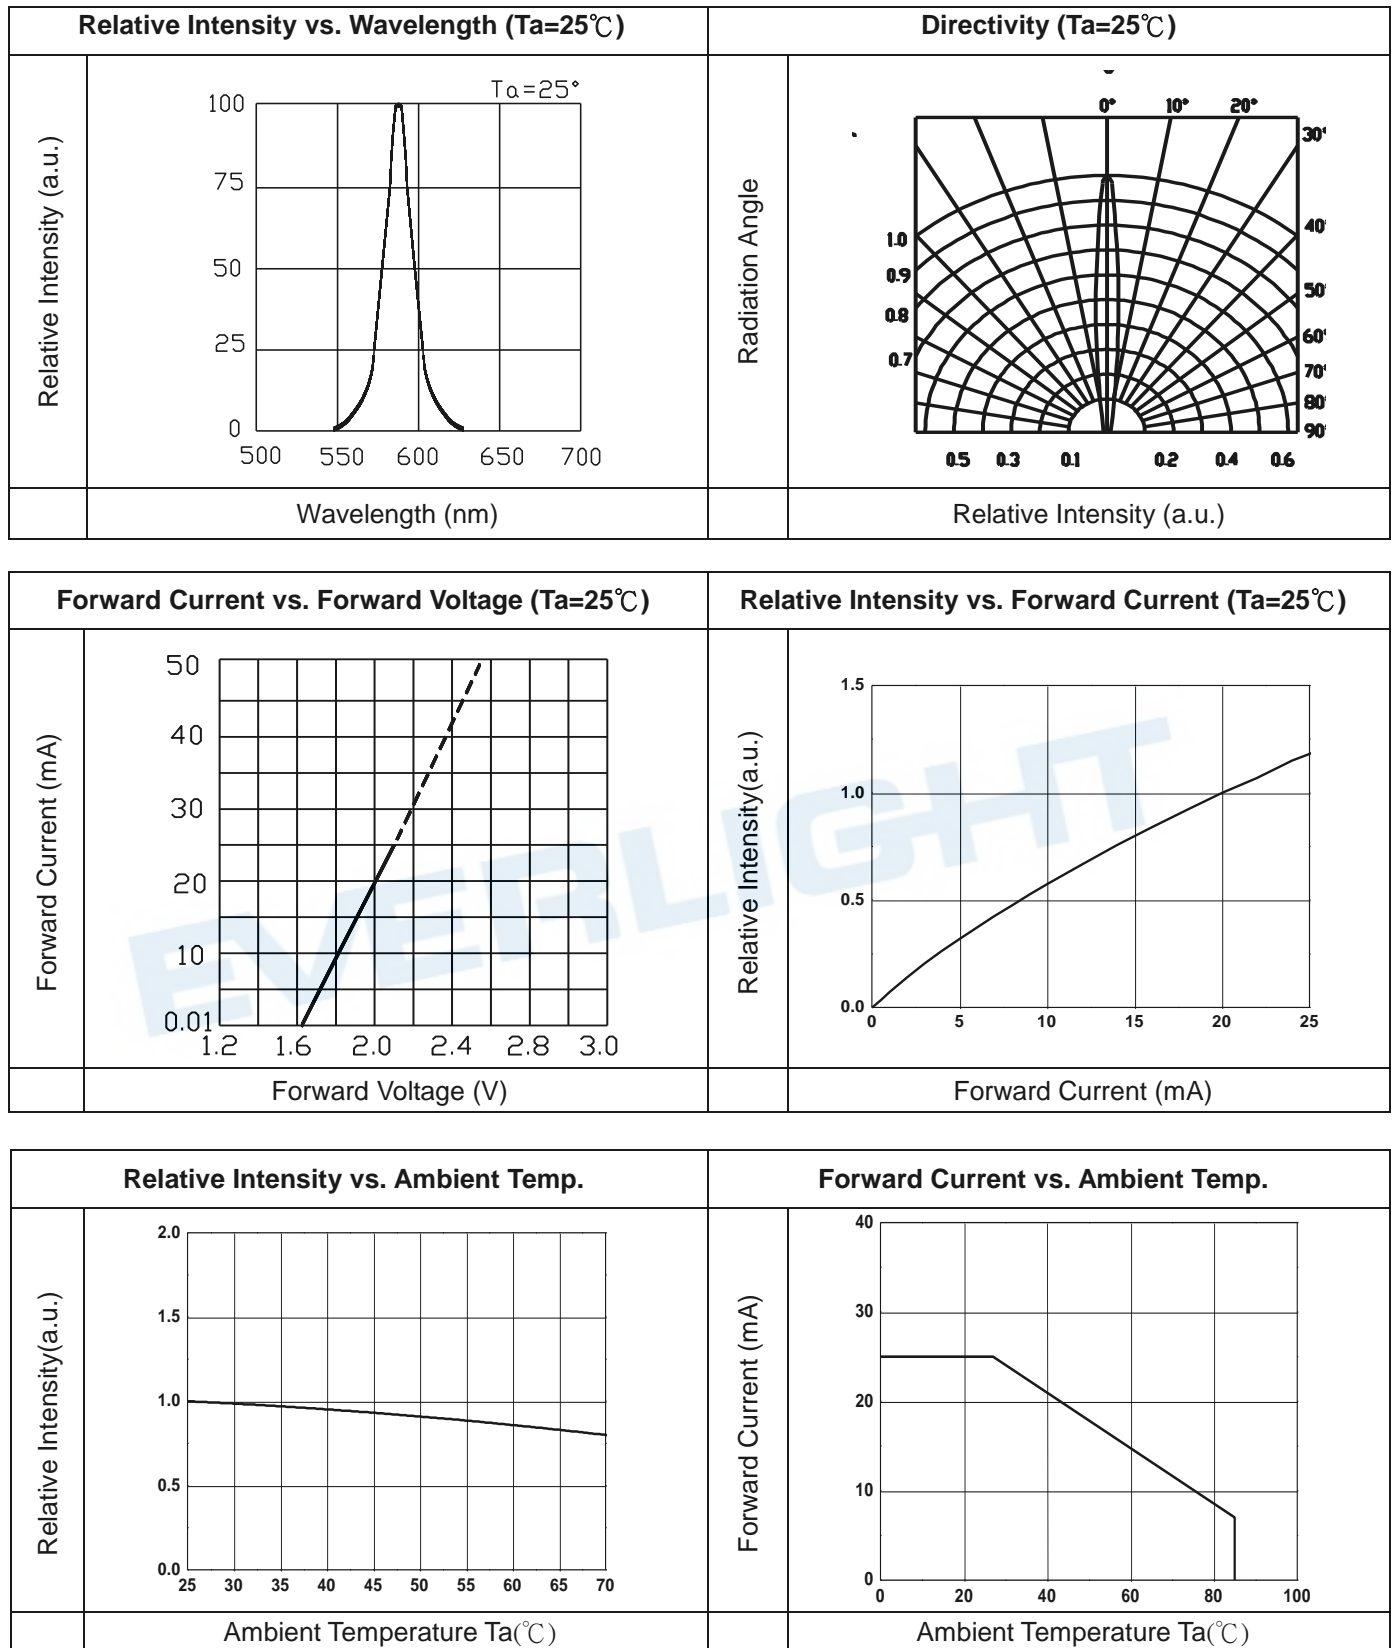 Relative Intensity vs. Wavelength (Ta=25℃)
Directivity (Ta=25℃)
Relative Intensity (a.u.)
Ta=25°
100
75
50
25
0
500 550 600 650 700
Wavelength (nm)
Radiation Angle
0° 10° 20°
30°
40°
50°
60°
70°
80°
90°
1.0
0.9
0.8
0.7
0.5 0.3 0.1 0.2 0.4 0.6
Relative Intensity (a.u.)
Forward Current vs. Forward Voltage (Ta=25℃)
Relative Intensity vs. Forward Current (Ta=25℃)
Forward Current (mA)
50
40
30
20
10
0.01
1.2 1.6 2.0 2.4 2.8 3.0
Forward Voltage (V)
Relative Intensity(a.u.)
1.5
1.0
0.5
0.0
0 5 10 15 20 25
Forward Current (mA)
EVERLIGHT
Relative Intensity vs. Ambient Temp.
Forward Current vs. Ambient Temp.
Relative Intensity(a.u.)
2.0
1.5
1.0
0.5
0.0
25 30 35 40 45 50 55 60 65 70
Ambient Temperature Ta(℃)
Forward Current (mA)
40
30
20
10
0
0 20 40 60 80 100
Ambient Temperature Ta(℃)